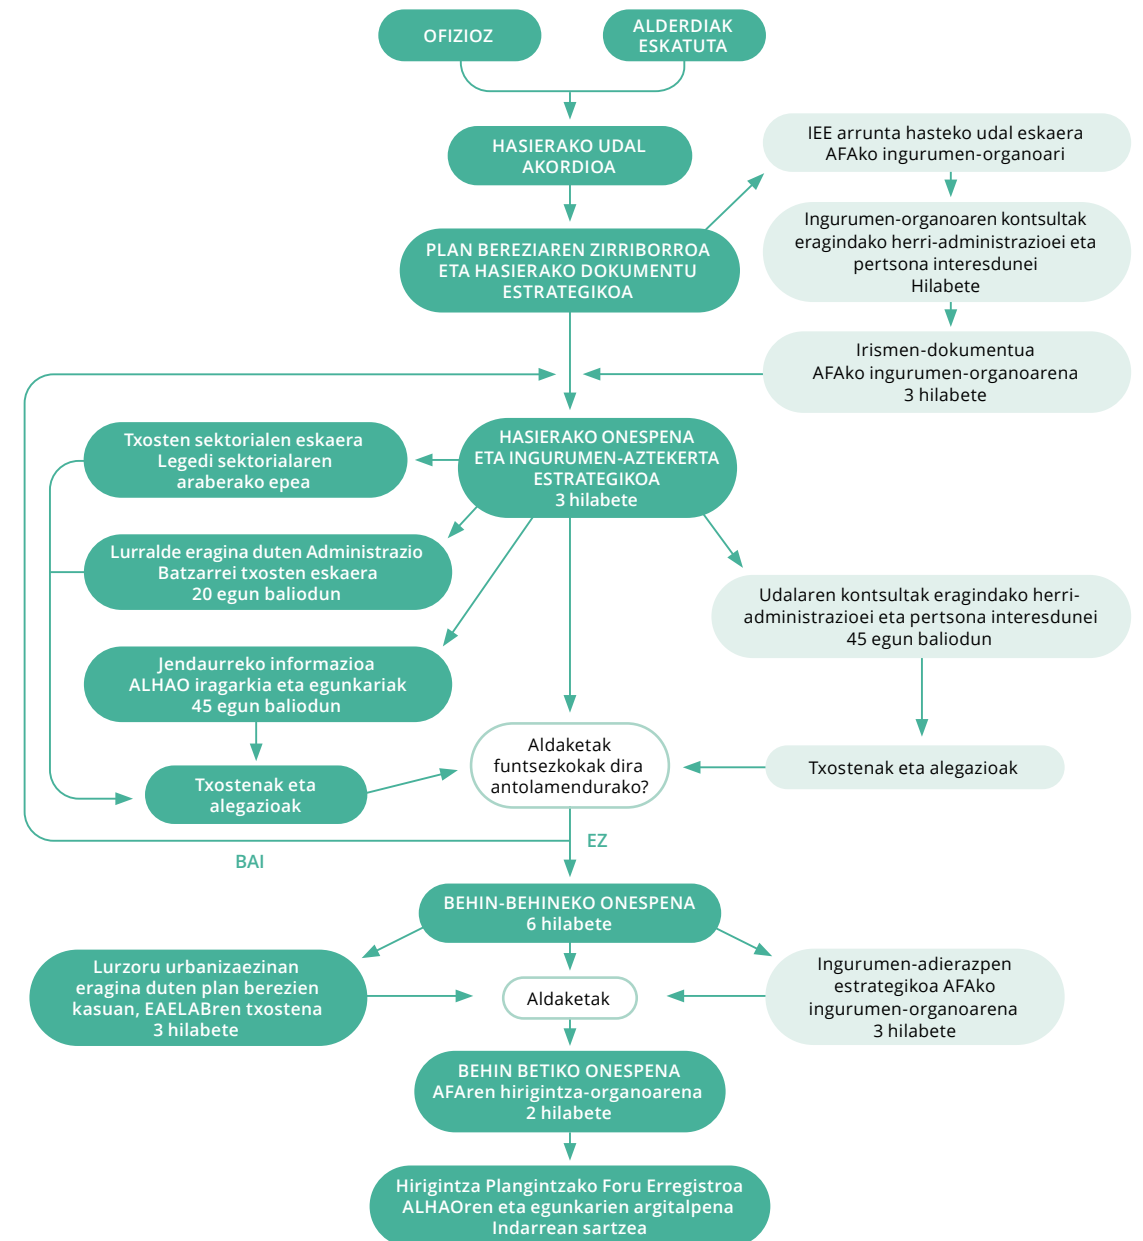 OFIZIOZ
ALDERDIAK
ESKATUTA
HASIERAKO UDAL
AKORDIOA
IEE arrunta hasteko udal eskaera
AFAko ingurumen-organoari
PLAN BEREZIAREN ZIRRIBORROA
ETA HASIERAKO DOKUMENTU
ESTRATEGIKOA
Ingurumen-organoaren kontsultak
eragindako herri-administrazioei eta
pertsona interesdunei
Hilabete
Irismen-dokumentua
AFAko ingurumen-organoarena
3 hilabete
HASIERAKO ONESPENA
ETA INGURUMEN-AZTEKERTA
ESTRATEGIKOA
3 hilabete
Txosten sektorialen eskaera
Legedi sektorialaren
araberako epea
Lurralde eragina duten Administrazio
Batzarrei txosten eskaera
20 egun baliodun
Udalaren kontsultak eragindako herri-
administrazioei eta pertsona interesdunei
45 egun baliodun
Jendaurreko informazioa
ALHAO iragarkia eta egunkariak
45 egun baliodun
Aldaketak
funtsezkokak dira
antolamendurako?
Txostenak eta alegazioak
Txostenak eta
alegazioak
EZ
BAI
BEHIN-BEHINEKO ONESPENA
6 hilabete
Lurzoru urbanizaezinan
eragina duten plan berezien
kasuan, EAELABren txostena
3 hilabete
Aldaketak
Ingurumen-adierazpen
estrategikoa AFAko
ingurumen-organoarena
3 hilabete
BEHIN BETIKO ONESPENA
AFAren hirigintza-organoarena
2 hilabete
Hirigintza Plangintzako Foru Erregistroa
ALHAOren eta egunkarien argitalpena
Indarrean sartzea